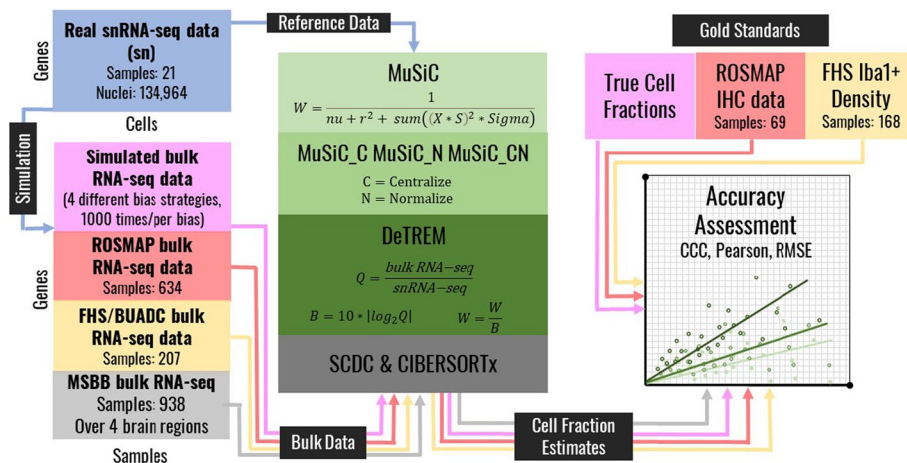 Genes
Real snRNA-seq data
(sn)
Samples: 21
Nuclei: 134,964
Cells
Reference Data
Simulation
Simulated bulk
RNA-seq data
(4 different bias strategies,
1000 times/per bias)
ROSMAP bulk
RNA-seq data
Samples: 634
Genes
FHS/BUADC bulk
RNA-seq data
Samples: 207
MSBB bulk RNA-seq
Samples: 938
Over 4 brain regions
Samples
Bulk Data
MuSiC
W = 1 / (nu + r² + sum((X * S)² * Sigma))
MuSiC_C MuSiC_N MuSiC_CN
C = Centralize
N = Normalize
DeTREM
Q = bulk RNA-seq / snRNA-seq
B = 10 * |log₂Q| W = W / B
SCDC & CIBERSORTx
Cell Fraction
Estimates
Gold Standards
True Cell
Fractions
ROSMAP
IHC data
Samples: 69
FHS Iba1+
Density
Samples: 168
Accuracy
Assessment
CCC, Pearson, RMSE